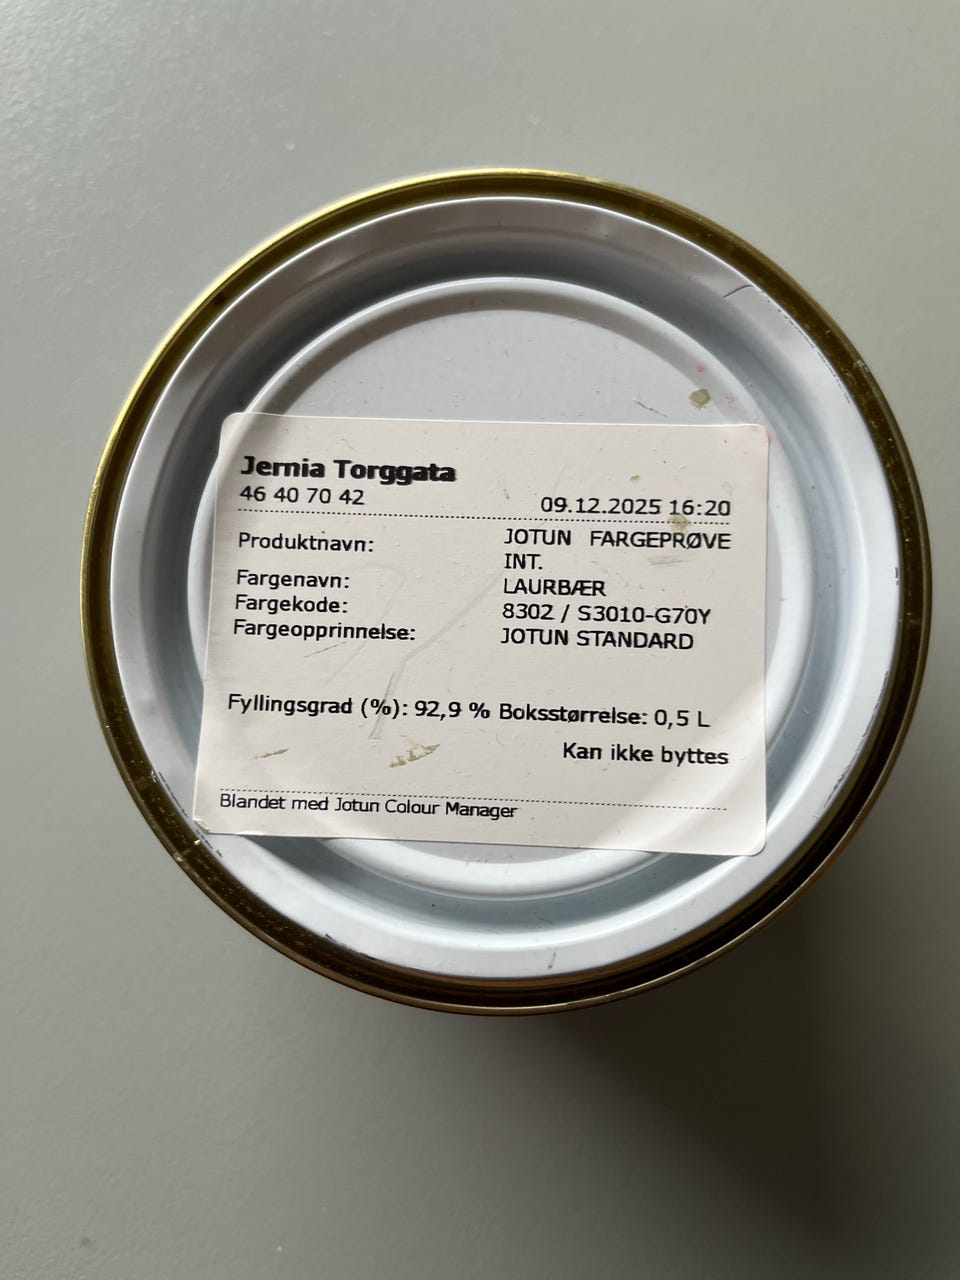 Jernia Torggata
46 40 70 42
09.12.2025 16:20
Produktnavn: JOTUN FARGEPRØVE
INT.
Fargenavn: LAURBÆR
Fargekode: 8302 / S3010-G70Y
Fargeopprinnelse: JOTUN STANDARD
Fyllingsgrad (%): 92,9 % Boksstørrelse: 0,5 L
Kan ikke byttes
Blandet med Jotun Colour Manager